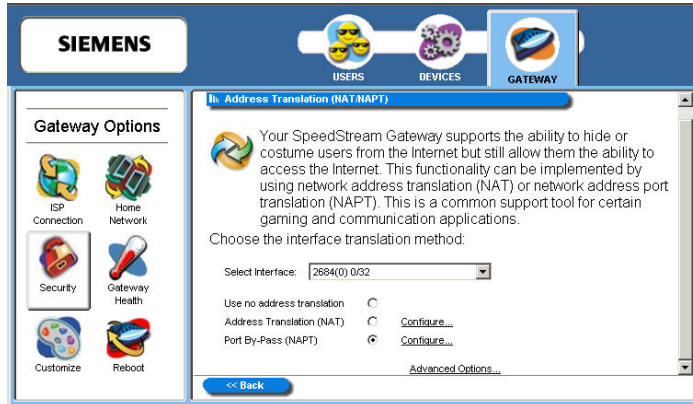 SIEMENS
USERS
DEVICES
GATEWAY
Gateway Options
ISP
Connection
Home
Network
Security
Gateway
Health
Customize
Reboot
Address Translation (NAT/NAPT)
Your SpeedStream Gateway supports the ability to hide or
costume users from the Internet but still allow them the ability to
access the Internet. This functionality can be implemented by
using network address translation (NAT) or network address port
translation (NAPT). This is a common support tool for certain
gaming and communication applications.
Choose the interface translation method:
Select Interface: 2684(0) 0/32
Use no address translation
Address Translation (NAT) Configure...
Port By-Pass (NAPT) Configure...
Advanced Options...
<< Back